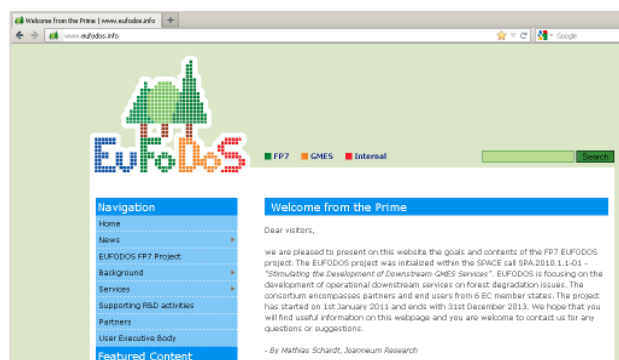 Welcome from the Prime | www.eufodos.info
www.eufodos.info
Google
EuFoDoS
FP7 GMES Internal
Search
Navigation
Home
News
EUFODOS FP7 Project
Background
Services
Supporting R&D activities
Partners
User Executive Body
Featured Content
Welcome from the Prime
Dear visitors,
we are pleased to present on this website the goals and contents of the FP7 EUFODOS
project. The EUFODOS project was initialized within the SPACE call SPA.2010.1.1-01 -
"Stimulating the Development of Downstream GMES Services". EUFODOS is focusing on the
development of operational downstream services on forest degradation issues. The
consortium encompasses partners and end users from 6 EC member states. The project
has started on 1st January 2011 and ends with 31st December 2013. We hope that you
will find useful information on this webpage and you are welcome to contact us for any
questions or suggestions.
- By Mathias Schardt, Joanneum Research